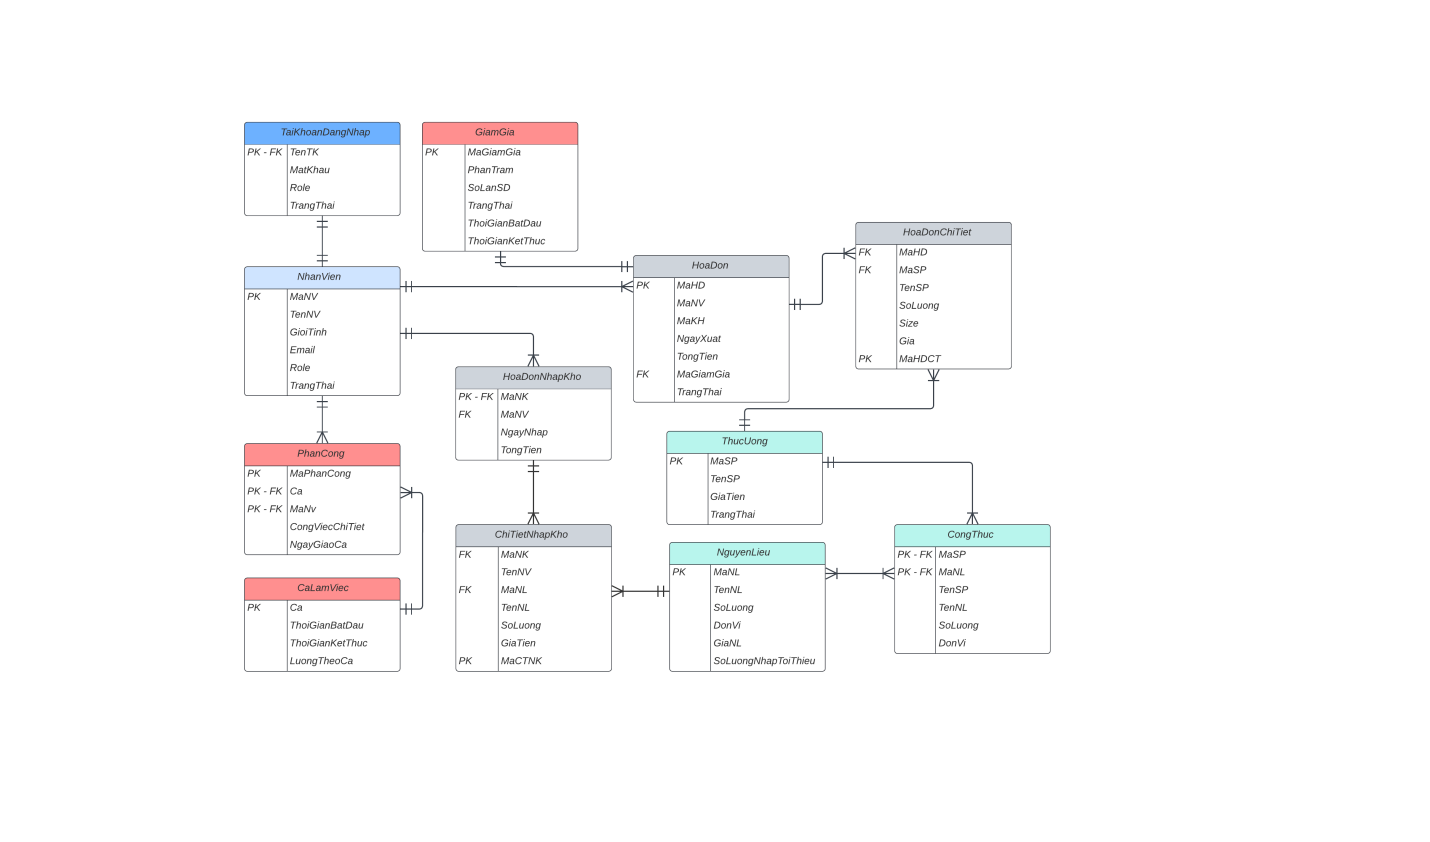 TaiKhoanDangNhap
PK - FK TenTK
MatKhau
Role
TrangThai
GiamGia
PK MaGiamGia
PhanTram
SoLanSD
TrangThai
ThoiGianBatDau
ThoiGianKetThuc
HoaDonChiTiet
FK MaHD
FK MaSP
TenSP
SoLuong
Size
Gia
PK MaHDCT
HoaDon
PK MaHD
MaNV
MaKH
NgayXuat
TongTien
FK MaGiamGia
TrangThai
NhanVien
PK MaNV
TenNV
GioiTinh
Email
Role
TrangThai
HoaDonNhapKho
PK - FK MaNK
FK MaNV
NgayNhap
TongTien
ThucUong
PK MaSP
TenSP
GiaTien
TrangThai
PhanCong
PK MaPhanCong
PK - FK Ca
PK - FK MaNv
CongViecChiTiet
NgayGiaoCa
ChiTietNhapKho
FK MaNK
TenNV
FK MaNL
TenNL
SoLuong
GiaTien
PK MaCTNK
NguyenLieu
PK MaNL
TenNL
SoLuong
DonVi
GiaNL
SoLuongNhapToiThieu
CongThuc
PK - FK MaSP
PK - FK MaNL
TenSP
TenNL
SoLuong
DonVi
CaLamViec
PK Ca
ThoiGianBatDau
ThoiGianKetThuc
LuongTheoCa